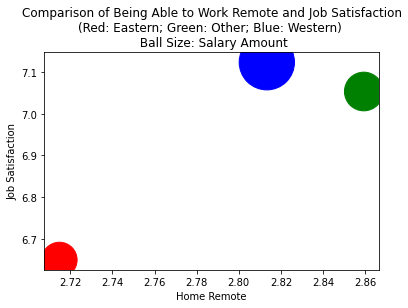 Comparison of Being Able to Work Remote and Job Satisfaction
(Red: Eastern; Green: Other; Blue: Western)
Ball Size: Salary Amount
7.1
7.0
6.9
6.8
6.7
Job Satisfaction
2.72 2.74 2.76 2.78 2.80 2.82 2.84 2.86
Home Remote